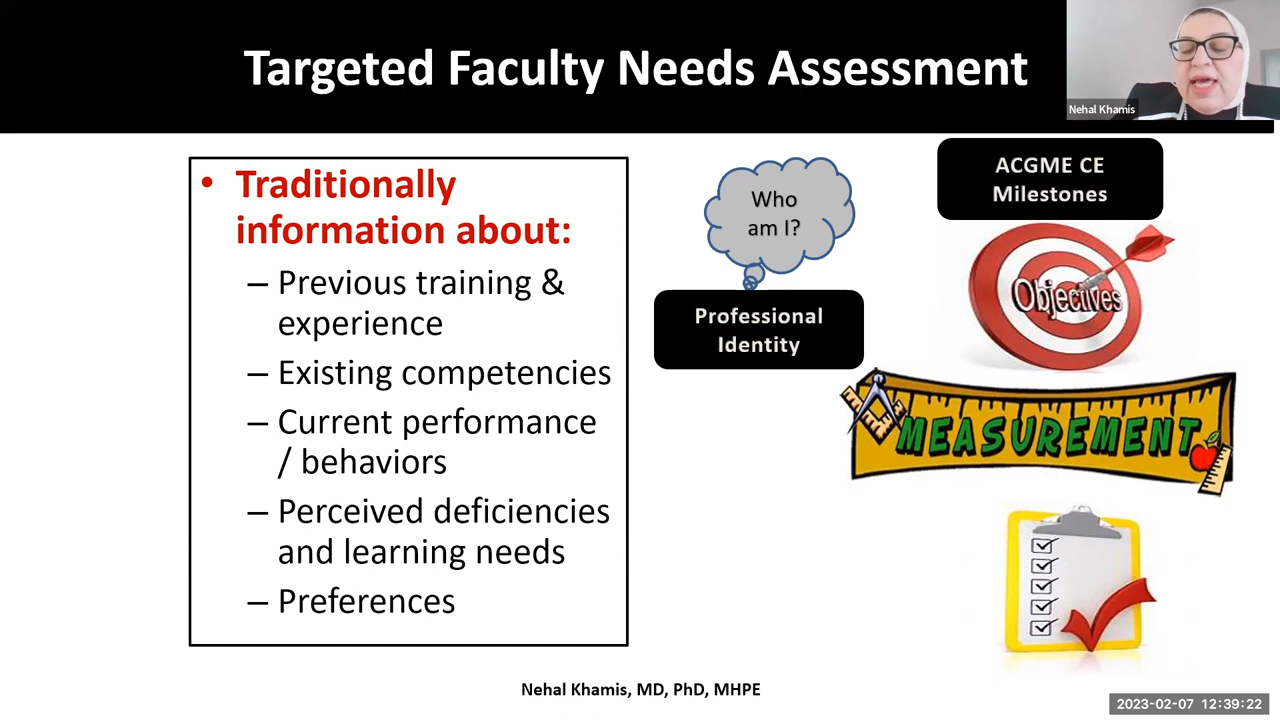 Targeted Faculty Needs Assessment
Nehal Khamis
• Traditionally
information about:
– Previous training &
experience
– Existing competencies
– Current performance
/ behaviors
– Perceived deficiencies
and learning needs
– Preferences
Who
am I?
Professional
Identity
ACGME CE
Milestones
Objectives
MEASUREMENT
Nehal Khamis, MD, PhD, MHPE
2023-02-07 12:39:22